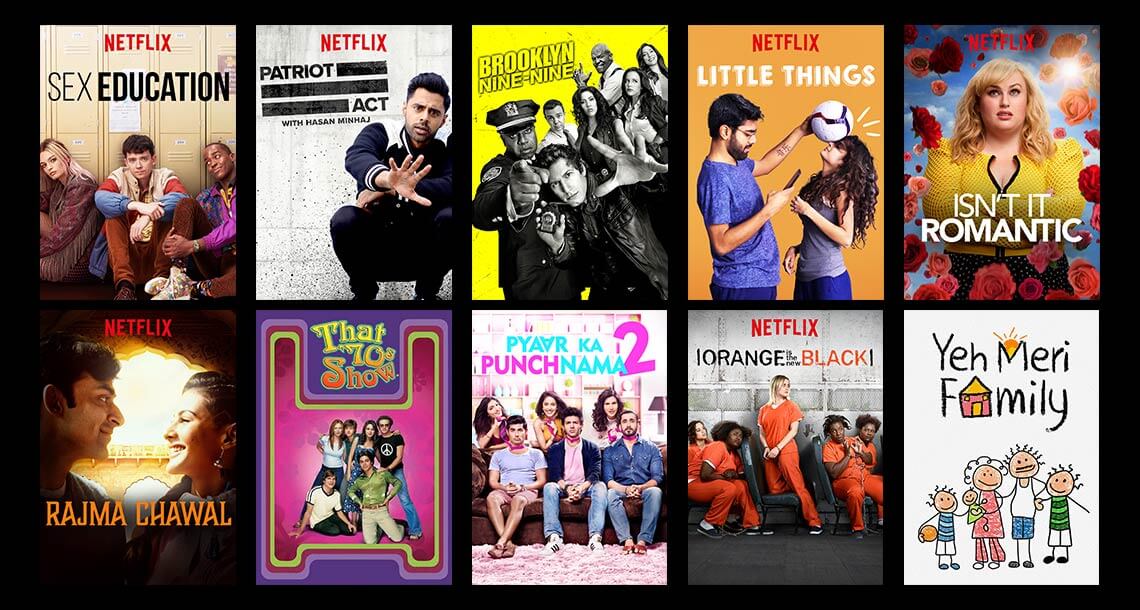 NETFLIX
SEX EDUCATION
NETFLIX
PATRIOT
ACT
WITH HASAN MINHAJ
BROOKLYN
NINE-NINE
NETFLIX
LITTLE THINGS
NETFLIX
ISN'T IT
ROMANTIC
NETFLIX
RAJMA CHAWAL
That
'70s
Show
PYAAR KA
PUNCHNAMA 2
NETFLIX
ORANGE is the new BLACK
Yeh Meri
Family